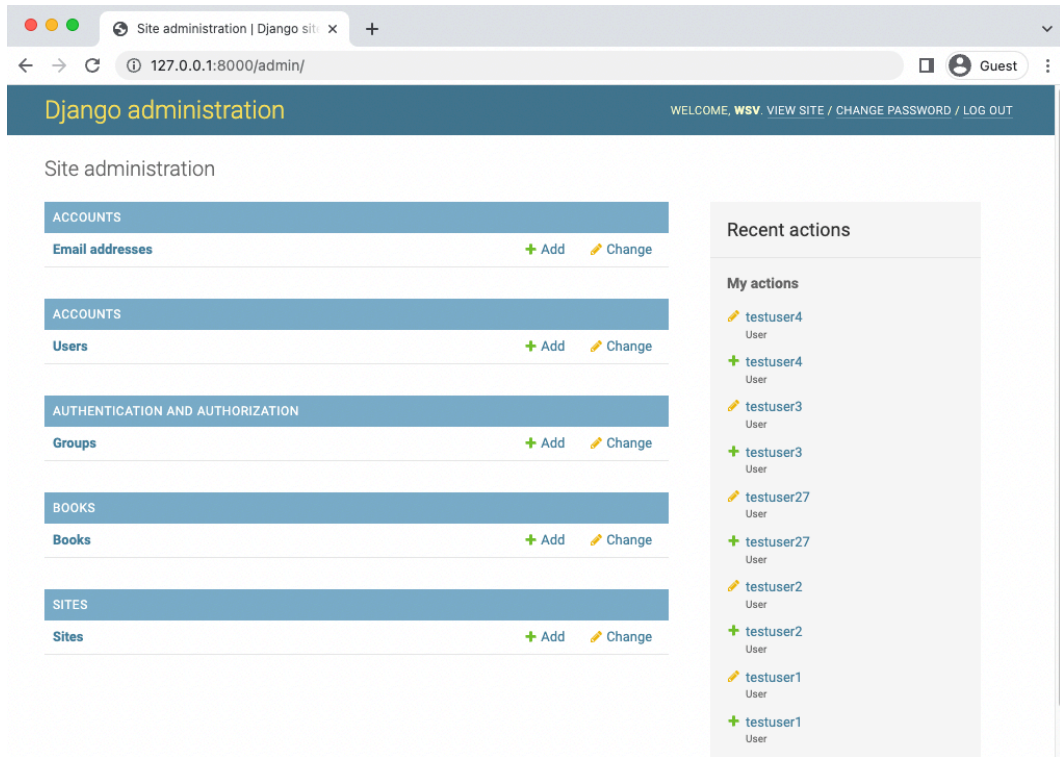 Site administration | Django site
127.0.0.1:8000/admin/
Guest
Django administration
WELCOME, WSV. VIEW SITE / CHANGE PASSWORD / LOG OUT
Site administration
ACCOUNTS
Email addresses Add Change
ACCOUNTS
Users Add Change
AUTHENTICATION AND AUTHORIZATION
Groups Add Change
BOOKS
Books Add Change
SITES
Sites Add Change
Recent actions
My actions
testuser4
User
testuser4
User
testuser3
User
testuser3
User
testuser27
User
testuser27
User
testuser2
User
testuser2
User
testuser1
User
testuser1
User